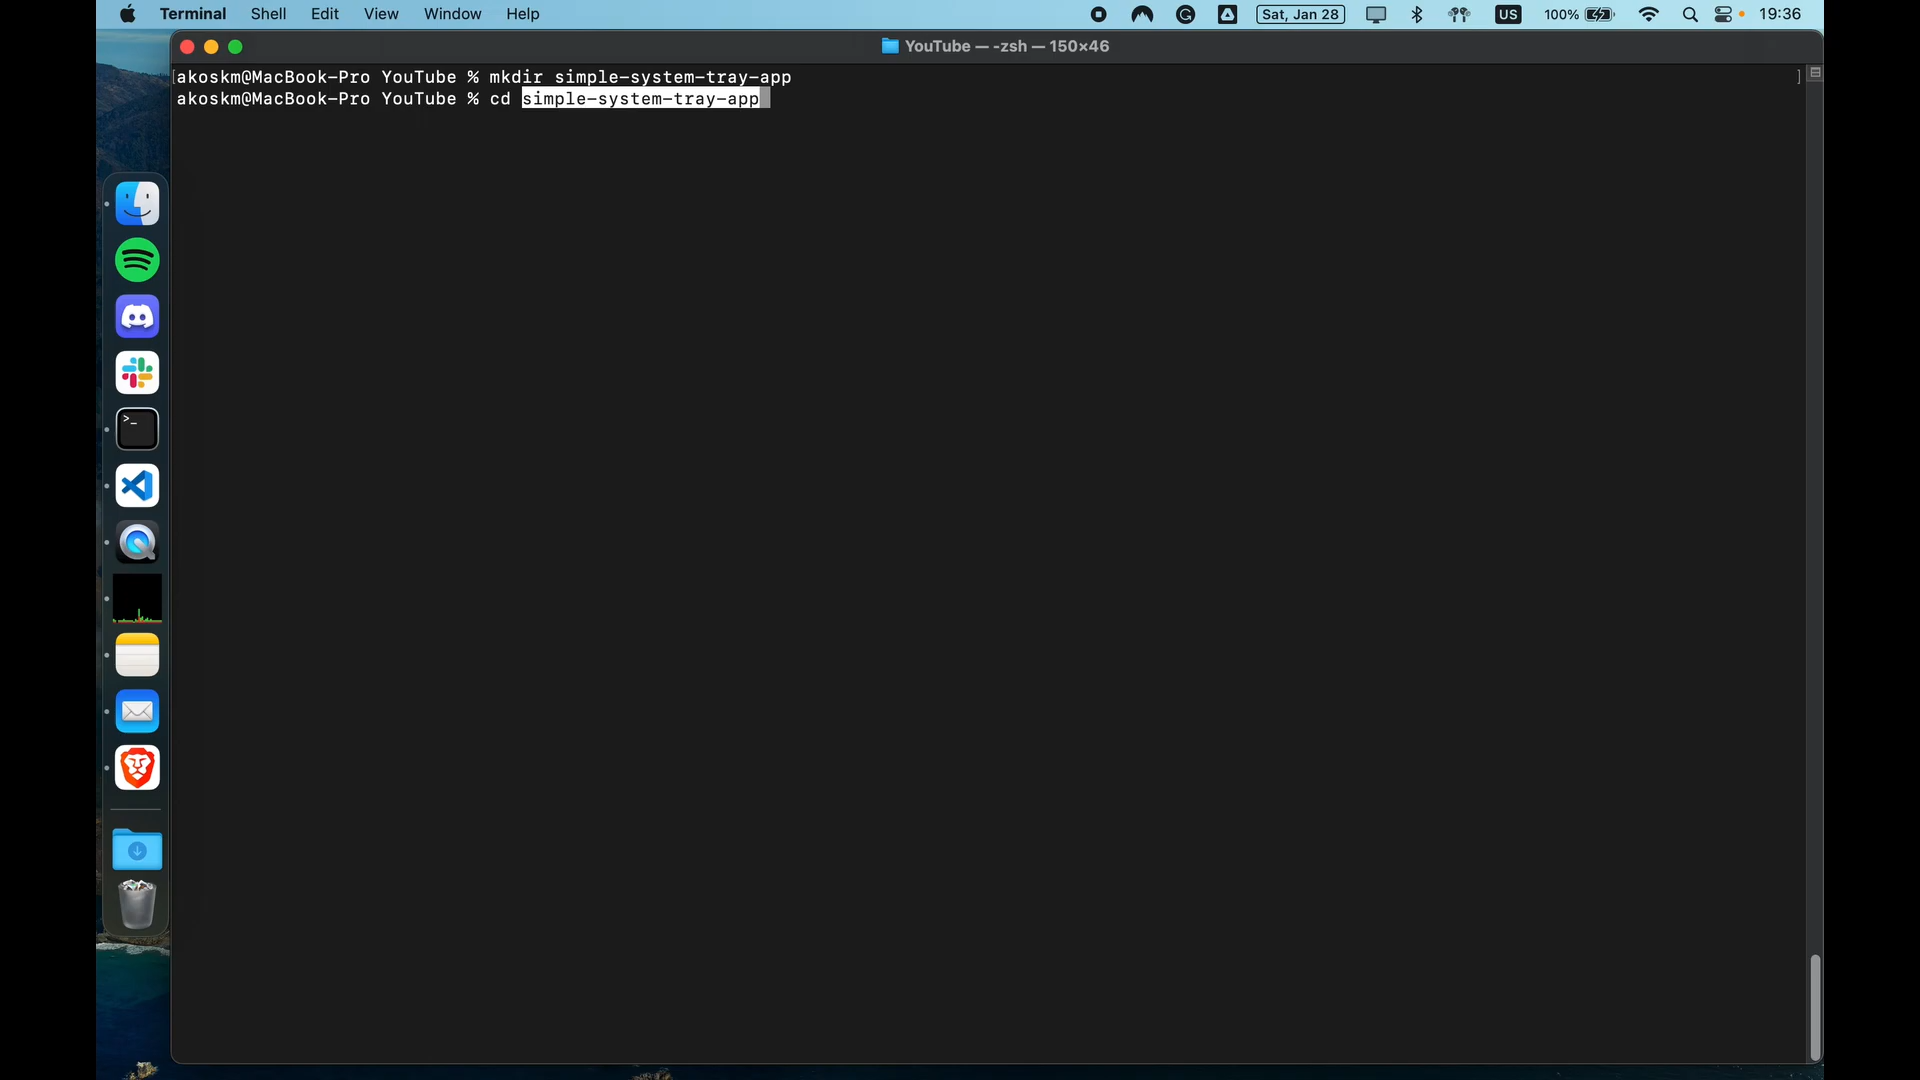 Terminal Shell Edit View Window Help Sat, Jan 28 US 100% 19:36
YouTube — -zsh — 150×46
[akoskm@MacBook-Pro YouTube % mkdir simple-system-tray-app ]
akoskm@MacBook-Pro YouTube % cd simple-system-tray-app
>_